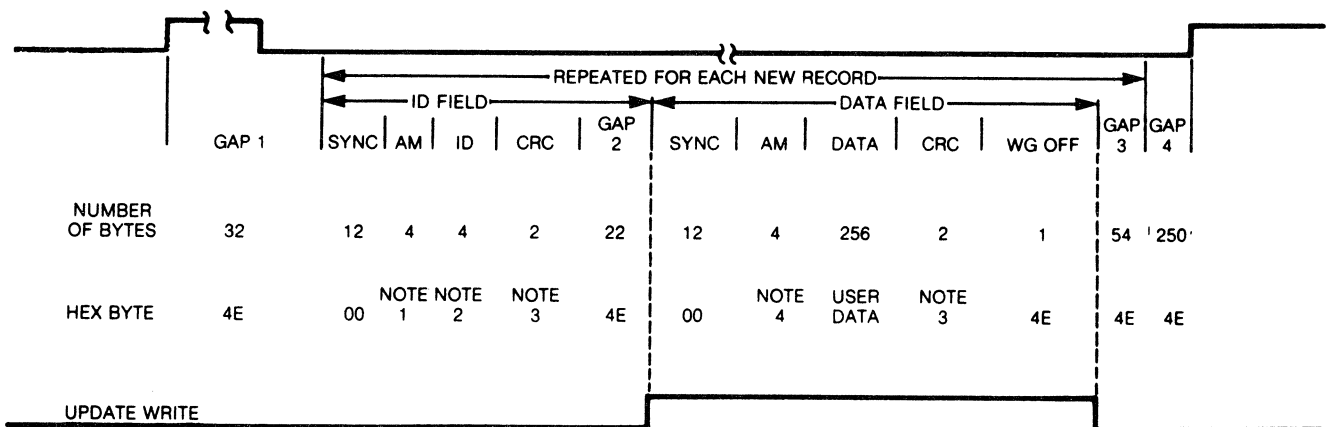 REPEATED FOR EACH NEW RECORD
ID FIELD DATA FIELD
GAP 1 SYNC AM ID CRC GAP 2 SYNC AM DATA CRC WG OFF GAP 3 GAP 4
NUMBER OF BYTES 32 12 4 4 2 22 12 4 256 2 1 54 250
HEX BYTE 4E 00 NOTE 1 NOTE 2 NOTE 3 4E 00 NOTE 4 USER DATA NOTE 3 4E 4E 4E
UPDATE WRITE